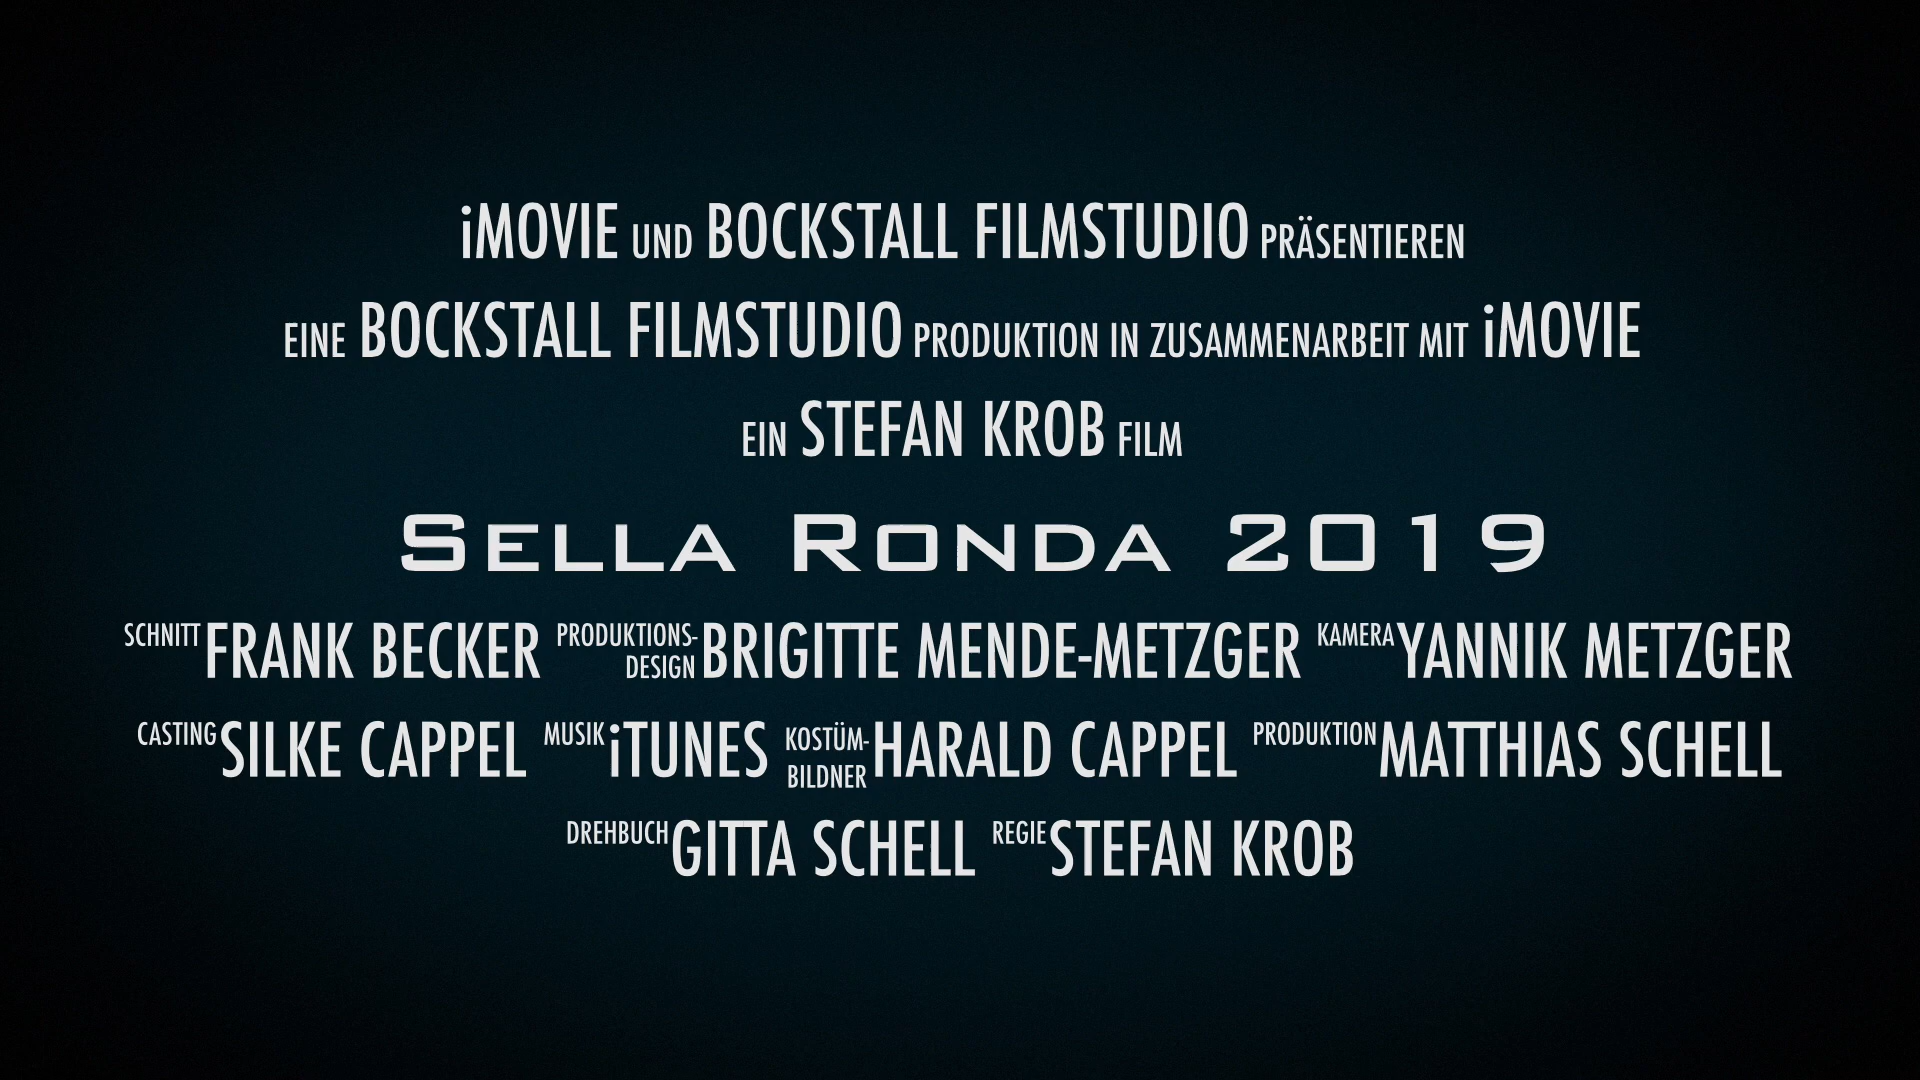 iMOVIE UND BOCKSTALL FILMSTUDIO PRÄSENTIEREN
EINE BOCKSTALL FILMSTUDIO PRODUKTION IN ZUSAMMENARBEIT MIT iMOVIE
EIN STEFAN KROB FILM
SELLA RONDA 2019
SCHNITT FRANK BECKER PRODUKTIONS-DESIGN BRIGITTE MENDE-METZGER KAMERA YANNIK METZGER
CASTING SILKE CAPPEL MUSIK iTUNES KOSTÜM-BILDNER HARALD CAPPEL PRODUKTION MATTHIAS SCHELL
DREHBUCH GITTA SCHELL REGIE STEFAN KROB